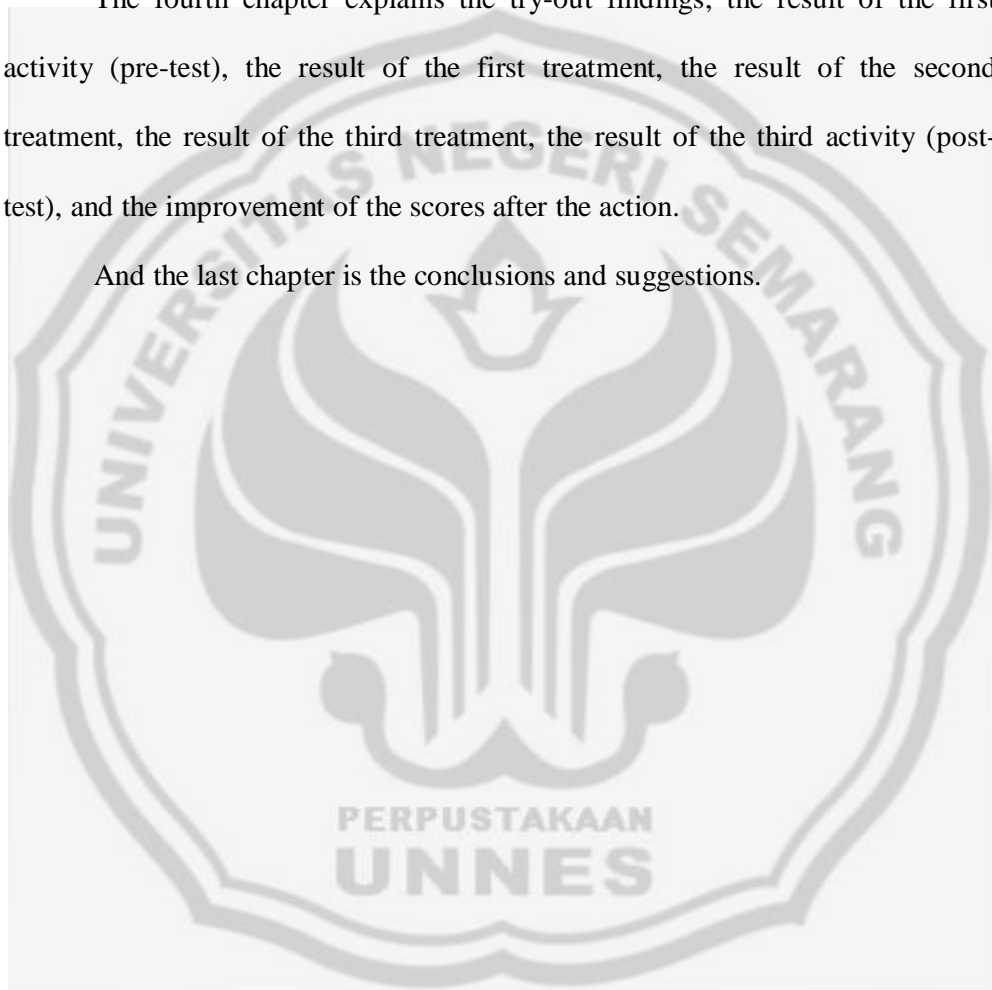 The fourth chapter explains the try-out findings, the result of the first
activity (pre-test), the result of the first treatment, the result of the second
treatment, the result of the third treatment, the result of the third activity (post-
test), and the improvement of the scores after the action.
And the last chapter is the conclusions and suggestions.
UNIVERSITAS NEGERI SEMARANG
PERPUSTAKAAN
UNNES